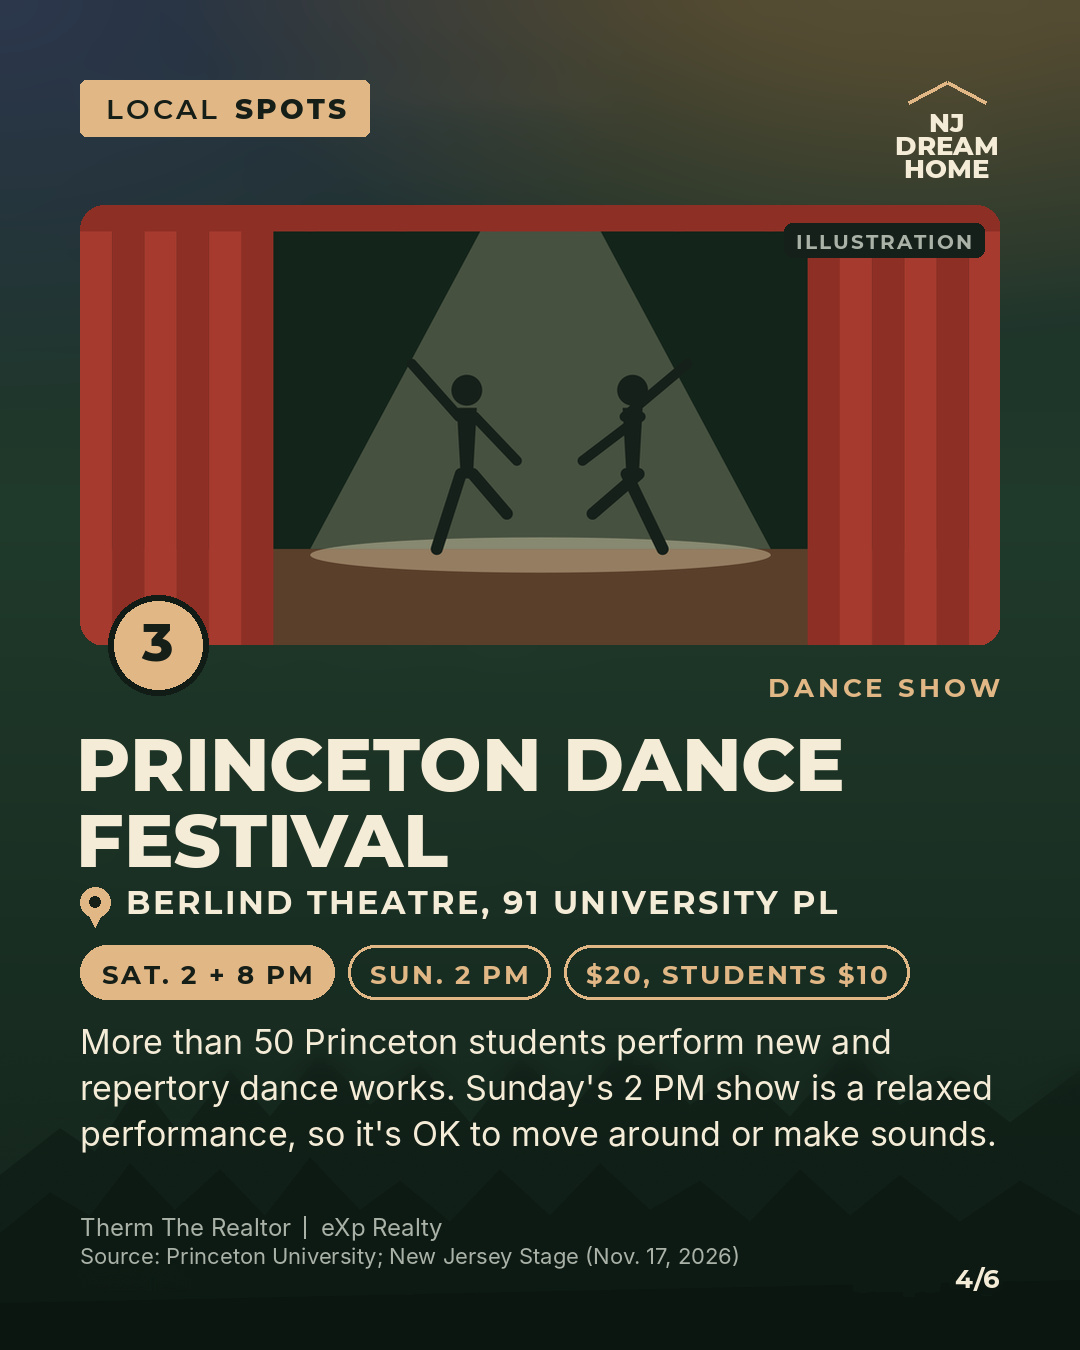 LOCAL SPOTS
NJ
DREAM
HOME
ILLUSTRATION
3
DANCE SHOW
PRINCETON DANCE
FESTIVAL
BERLIND THEATRE, 91 UNIVERSITY PL
SAT. 2 + 8 PM
SUN. 2 PM
$20, STUDENTS $10
More than 50 Princeton students perform new and
repertory dance works. Sunday's 2 PM show is a relaxed
performance, so it's OK to move around or make sounds.
Therm The Realtor | eXp Realty
Source: Princeton University; New Jersey Stage (Nov. 17, 2026)
4/6